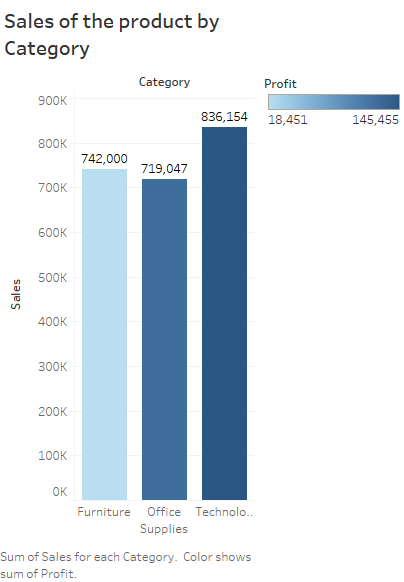 Sales of the product by
Category
Category
Profit
18,451 145,455
900K
800K
700K
600K
500K
400K
300K
200K
100K
0K
Sales
742,000
719,047
836,154
Furniture
Office
Supplies
Technolo..
Sum of Sales for each Category. Color shows
sum of Profit.